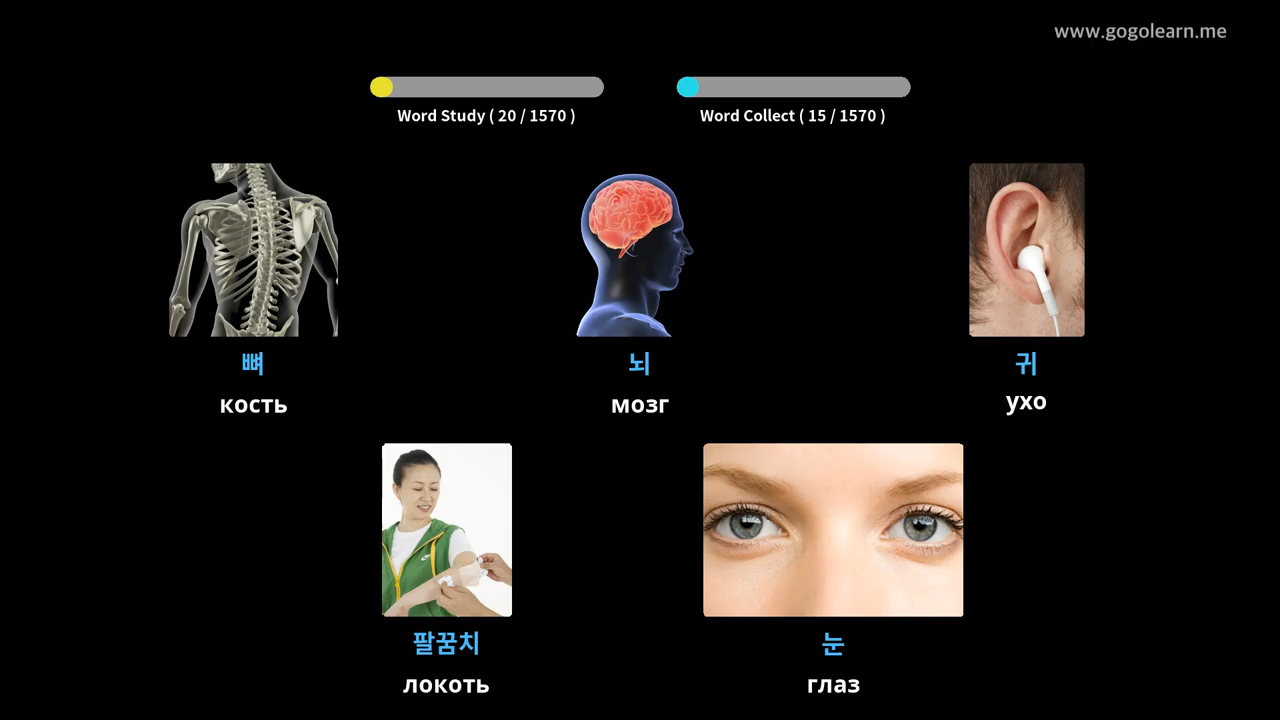 www.gogolearn.me
Word Study ( 20 / 1570 )
Word Collect ( 15 / 1570 )
뼈
뇌
귀
кость
мозг
ухо
팔꿈치
눈
локоть
глаз